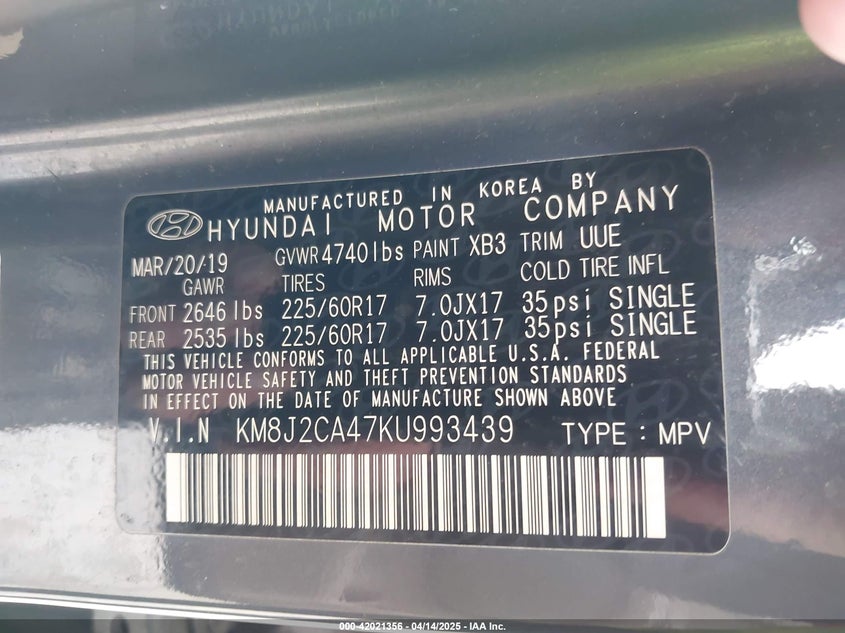 MANUFACTURED IN KOREA BY
HYUNDAI MOTOR COMPANY
MAR/20/19 GVWR 4740lbs PAINT XB3 TRIM UUE
GAWR TIRES RIMS COLD TIRE INFL
FRONT 2646 lbs 225/60R17 7.0JX17 35psi SINGLE
REAR 2535 lbs 225/60R17 7.0JX17 35psi SINGLE
THIS VEHICLE CONFORMS TO ALL APPLICABLE U.S.A. FEDERAL
MOTOR VEHICLE SAFETY AND THEFT PREVENTION STANDARDS
IN EFFECT ON THE DATE OF MANUFACTURE SHOWN ABOVE
V.I.N KM8J2CA47KU993439 TYPE : MPV
000-42021356 - 04/14/2025 - IAA Inc.